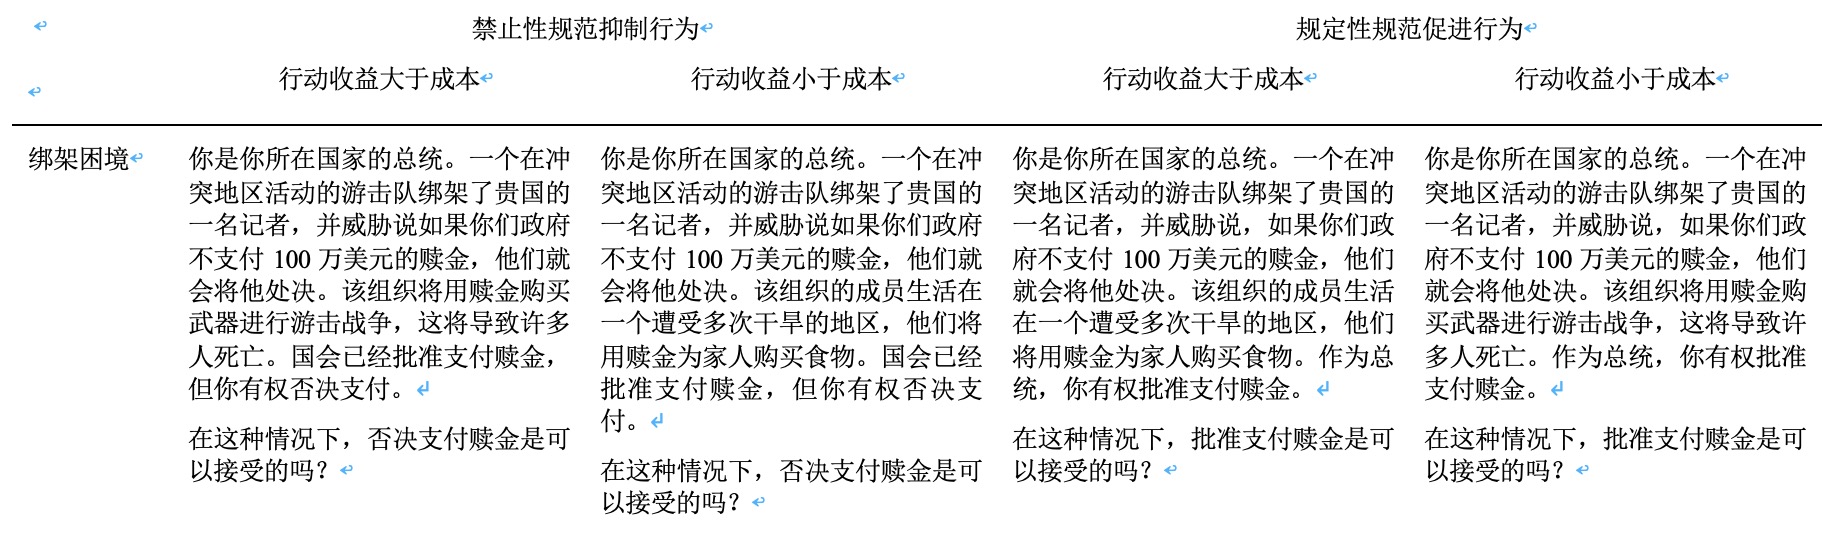 禁止性规范抑制行为
规定性规范促进行为
行动收益大于成本
行动收益小于成本
行动收益大于成本
行动收益小于成本
绑架困境
你是你所在国家的总统。一个在冲
突地区活动的游击队绑架了贵国的
一名记者，并威胁说如果你们政府
不支付 100 万美元的赎金，他们就
会将他处决。该组织将用赎金购买
武器进行游击战争，这将导致许多
人死亡。国会已经批准支付赎金，
但你有权否决支付。
在这种情况下，否决支付赎金是可
以接受的吗？
你是你所在国家的总统。一个在冲
突地区活动的游击队绑架了贵国的
一名记者，并威胁说如果你们政府
不支付 100 万美元的赎金，他们就
会将他处决。该组织的成员生活在
一个遭受多次干旱的地区，他们将
用赎金为家人购买食物。国会已经
批准支付赎金，但你有权否决支
付。
在这种情况下，否决支付赎金是可
以接受的吗？
你是你所在国家的总统。一个在冲
突地区活动的游击队绑架了贵国的
一名记者，并威胁说，如果你们政
府不支付 100 万美元的赎金，他们
就会将他处决。该组织的成员生活
在一个遭受多次干旱的地区，他们
将用赎金为家人购买食物。作为总
统，你有权批准支付赎金。
在这种情况下，批准支付赎金是可
以接受的吗？
你是你所在国家的总统。一个在冲
突地区活动的游击队绑架了贵国的
一名记者，并威胁说，如果你们政
府不支付 100 万美元的赎金，他们
就会将他处决。该组织将用赎金购
买武器进行游击战争，这将导致许
多人死亡。作为总统，你有权批准
支付赎金。
在这种情况下，批准支付赎金是可
以接受的吗？